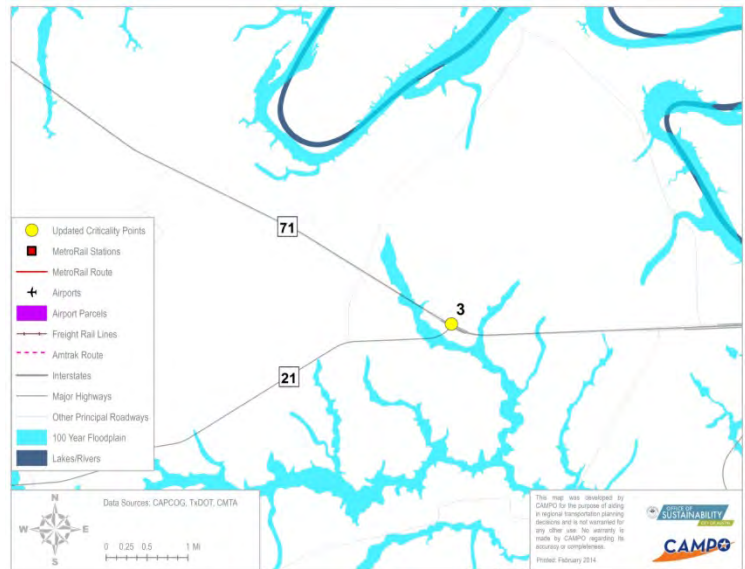 71
3
21
Updated Criticality Points
MetroRail Stations
MetroRail Route
Airports
Airport Parcels
Freight Rail Lines
Amtrak Route
Interstates
Major Highways
Other Principal Roadways
100 Year Floodplain
Lakes/Rivers
N
W E
S
Data Sources: CAPCOG, TxDOT, CMTA
0 0.25 0.5 1 Mi
This map was developed by
CAMPO for the purpose of aiding
in regional transportation planning
decisions and is not warranted for
any other use. No warranty is
made by CAMPO regarding its
accuracy or completeness.
Printed: February 2014
OFFICE OF
SUSTAINABILITY
CITY OF AUSTIN
CAMPO